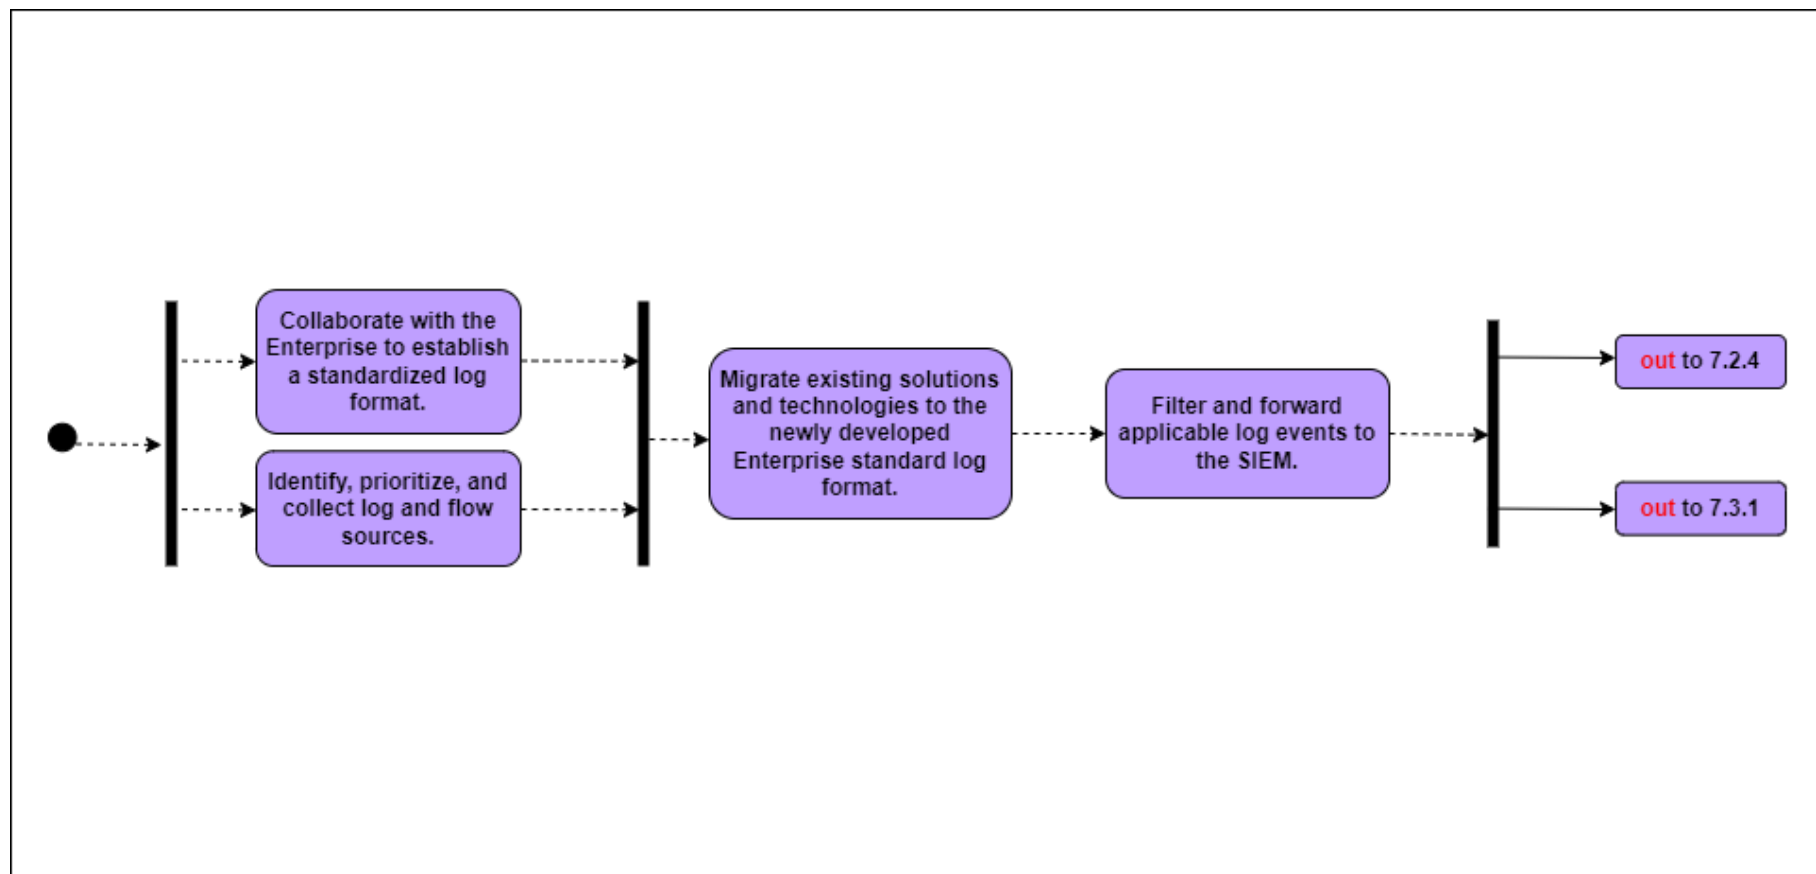 Collaborate with the
Enterprise to establish
a standardized log
format.
Identify, prioritize, and
collect log and flow
sources.
Migrate existing solutions
and technologies to the
newly developed
Enterprise standard log
format.
Filter and forward
applicable log events to
the SIEM.
out to 7.2.4
out to 7.3.1